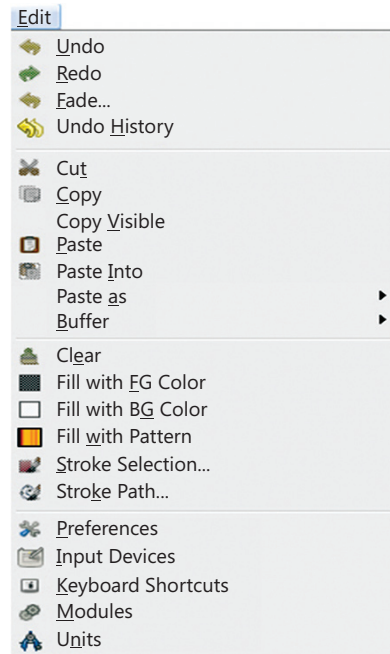 Edit
Undo
Redo
Fade...
Undo History
Cut
Copy
Copy Visible
Paste
Paste Into
Paste as
Buffer
Clear
Fill with FG Color
Fill with BG Color
Fill with Pattern
Stroke Selection...
Stroke Path...
Preferences
Input Devices
Keyboard Shortcuts
Modules
Units